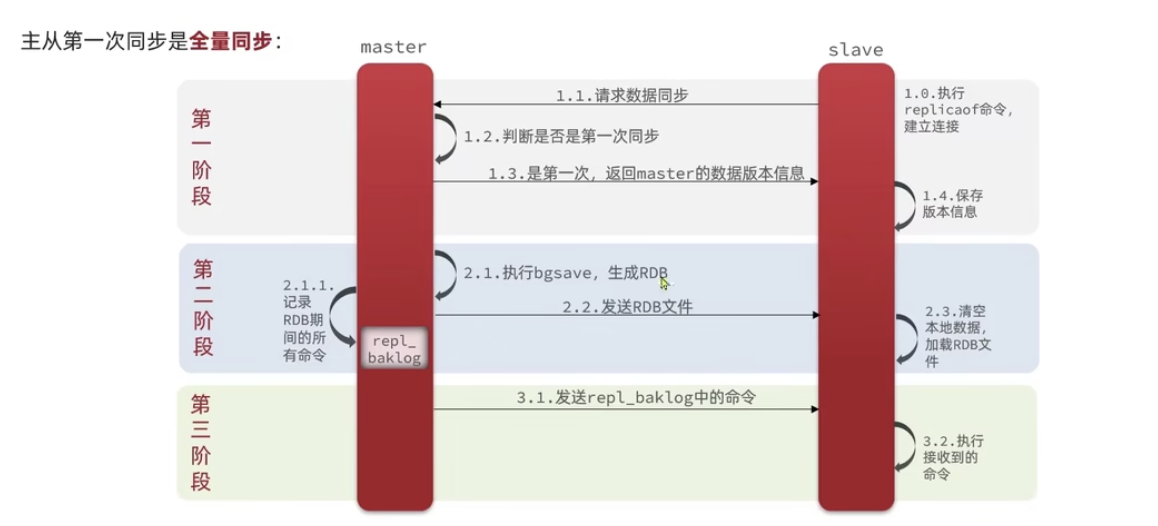 主从第一次同步是全量同步：
master
slave
第一阶段
1.0.执行
replicaof命令，
建立连接
1.1.请求数据同步
1.2.判断是否是第一次同步
1.3.是第一次，返回master的数据版本信息
1.4.保存
版本信息
第二阶段
2.1.执行bgsave，生成RDB
2.1.1.
记录
RDB期
间的所
有命令
repl_
baklog
2.2.发送RDB文件
2.3.清空
本地数据，
加载RDB文
件
第三阶段
3.1.发送repl_baklog中的命令
3.2.执行
接收到的
命令